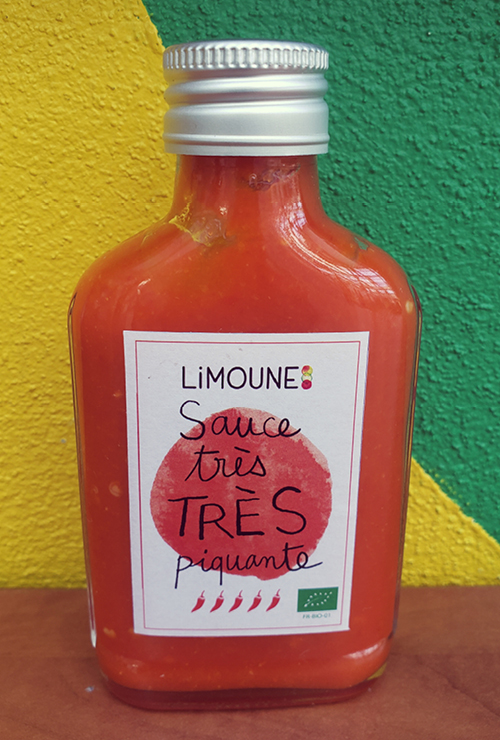 LiMOUNE
Sauce
très
TRÈS
piquante
FR-BIO-01